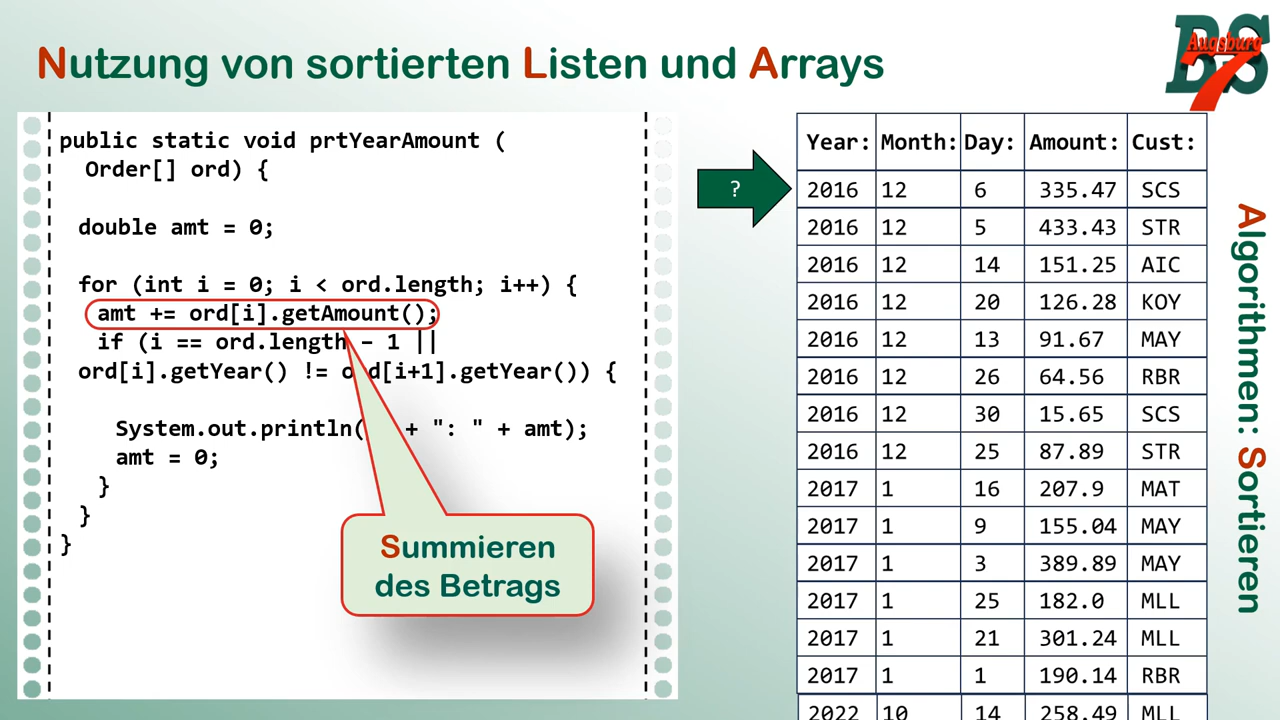 Nutzung von sortierten Listen und Arrays
BS
Augsburg
7
public static void prtYearAmount (
Order[] ord) {
double amt = 0;
for (int i = 0; i < ord.length; i++) {
amt += ord[i].getAmount();
if (i == ord.length – 1 ||
ord[i].getYear() != ord[i+1].getYear()) {
System.out.println( + ": " + amt);
amt = 0;
}
}
}
Summieren
des Betrags
?
Year: Month: Day: Amount: Cust:
2016 12 6 335.47 SCS
2016 12 5 433.43 STR
2016 12 14 151.25 AIC
2016 12 20 126.28 KOY
2016 12 13 91.67 MAY
2016 12 26 64.56 RBR
2016 12 30 15.65 SCS
2016 12 25 87.89 STR
2017 1 16 207.9 MAT
2017 1 9 155.04 MAY
2017 1 3 389.89 MAY
2017 1 25 182.0 MLL
2017 1 21 301.24 MLL
2017 1 1 190.14 RBR
2022 10 14 258.49 MLL
Algorithmen: Sortieren